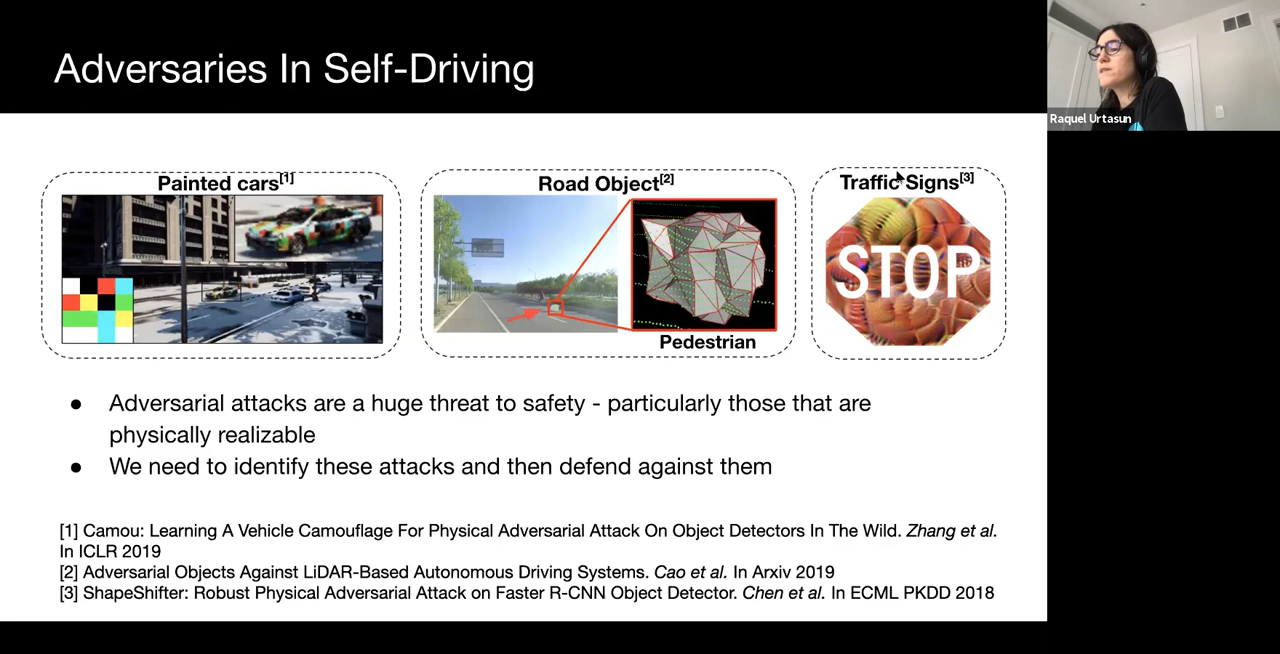 Adversaries In Self-Driving
Raquel Urtasun
Painted cars[1]
Road Object[2]
Pedestrian
Traffic Signs[3]
STOP
● Adversarial attacks are a huge threat to safety - particularly those that are
physically realizable
● We need to identify these attacks and then defend against them
[1] Camou: Learning A Vehicle Camouflage For Physical Adversarial Attack On Object Detectors In The Wild. Zhang et al.
In ICLR 2019
[2] Adversarial Objects Against LiDAR-Based Autonomous Driving Systems. Cao et al. In Arxiv 2019
[3] ShapeShifter: Robust Physical Adversarial Attack on Faster R-CNN Object Detector. Chen et al. In ECML PKDD 2018